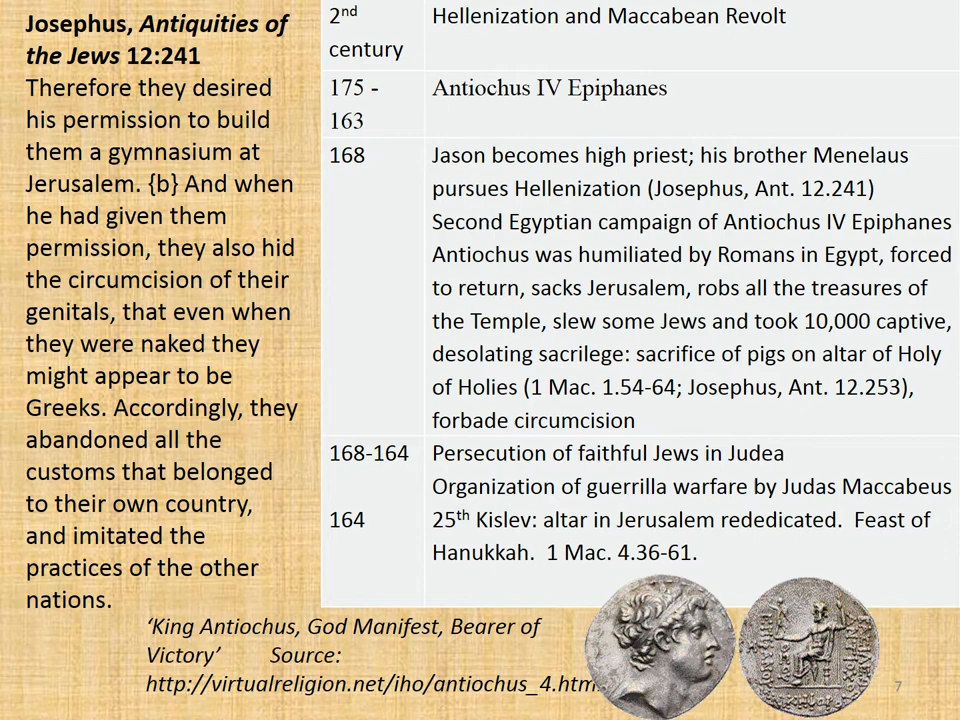 Josephus, Antiquities of
the Jews 12:241
Therefore they desired
his permission to build
them a gymnasium at
Jerusalem. {b} And when
he had given them
permission, they also hid
the circumcision of their
genitals, that even when
they were naked they
might appear to be
Greeks. Accordingly, they
abandoned all the
customs that belonged
to their own country,
and imitated the
practices of the other
nations.
2nd
century
Hellenization and Maccabean Revolt
175 -
163
Antiochus IV Epiphanes
168
Jason becomes high priest; his brother Menelaus
pursues Hellenization (Josephus, Ant. 12.241)
Second Egyptian campaign of Antiochus IV Epiphanes
Antiochus was humiliated by Romans in Egypt, forced
to return, sacks Jerusalem, robs all the treasures of
the Temple, slew some Jews and took 10,000 captive,
desolating sacrilege: sacrifice of pigs on altar of Holy
of Holies (1 Mac. 1.54-64; Josephus, Ant. 12.253),
forbade circumcision
168-164
Persecution of faithful Jews in Judea
Organization of guerrilla warfare by Judas Maccabeus
164
25th Kislev: altar in Jerusalem rededicated. Feast of
Hanukkah. 1 Mac. 4.36-61.
‘King Antiochus, God Manifest, Bearer of
Victory’ Source:
http://virtualreligion.net/iho/antiochus_4.htm
7